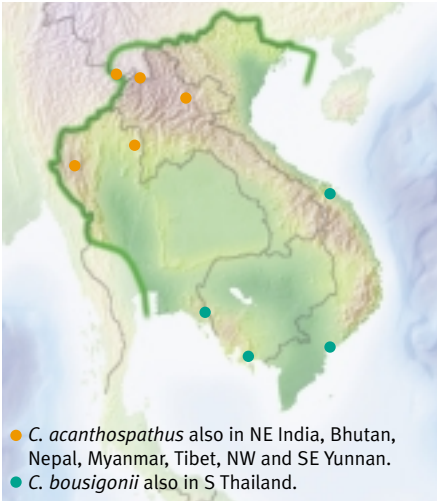 C. acanthospathus also in NE India, Bhutan,
Nepal, Myanmar, Tibet, NW and SE Yunnan.
C. bousigonii also in S Thailand.